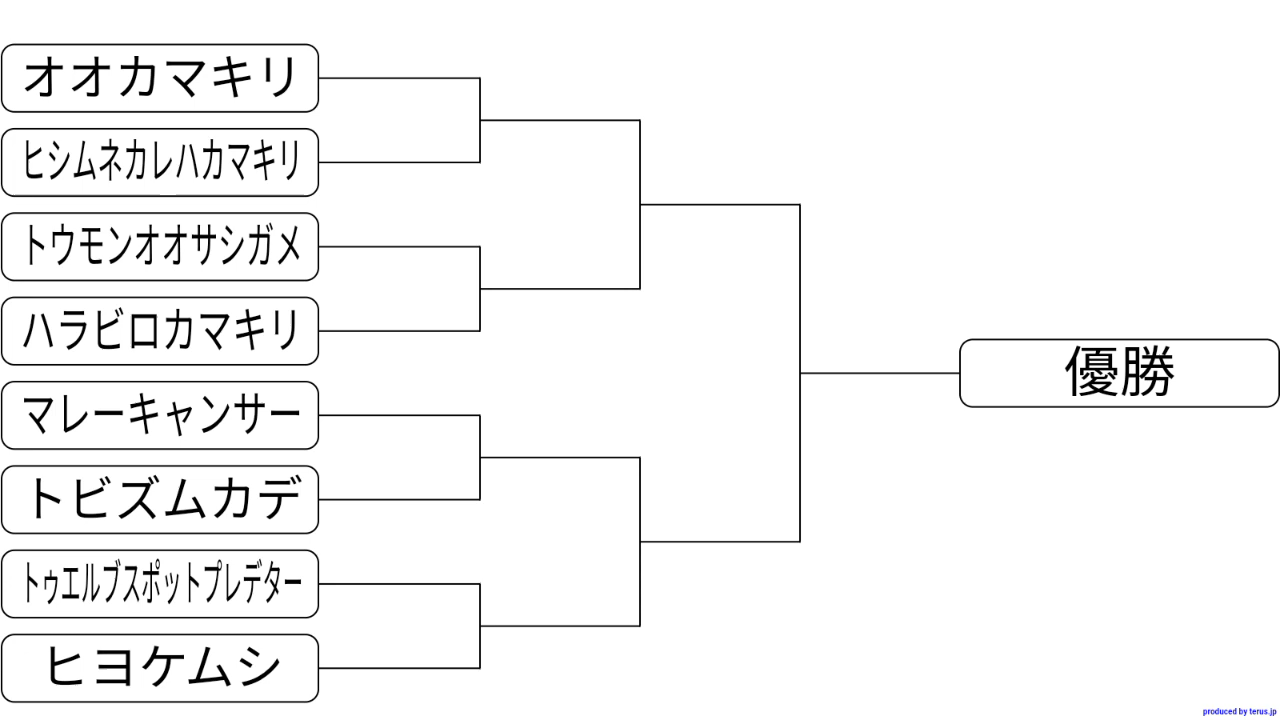 オオカマキリ
ヒシムネカレハカマキリ
トウモンオオサシガメ
ハラビロカマキリ
マレーキャンサー
トビズムカデ
トゥエルブスポットプレデター
ヒヨケムシ
優勝
produced by terus.jp